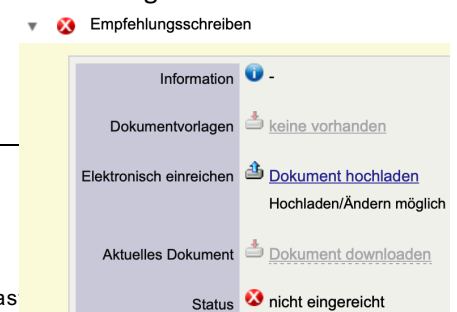 Empfehlungsschreiben
Information -
Dokumentvorlagen keine vorhanden
Elektronisch einreichen Dokument hochladen
Hochladen/Ändern möglich
Aktuelles Dokument Dokument downloaden
Status nicht eingereicht